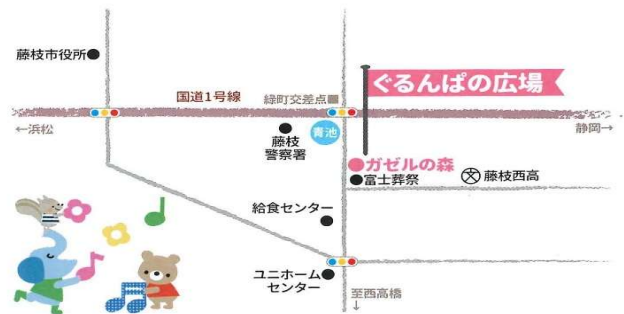 藤枝市役所
ぐるんぱの広場
国道1号線
緑町交差点
←浜松
静岡→
青池
藤枝
警察署
ガゼルの森
富士葬祭
文
藤枝西高
給食センター
ユニホーム
センター
至西高橋
↓